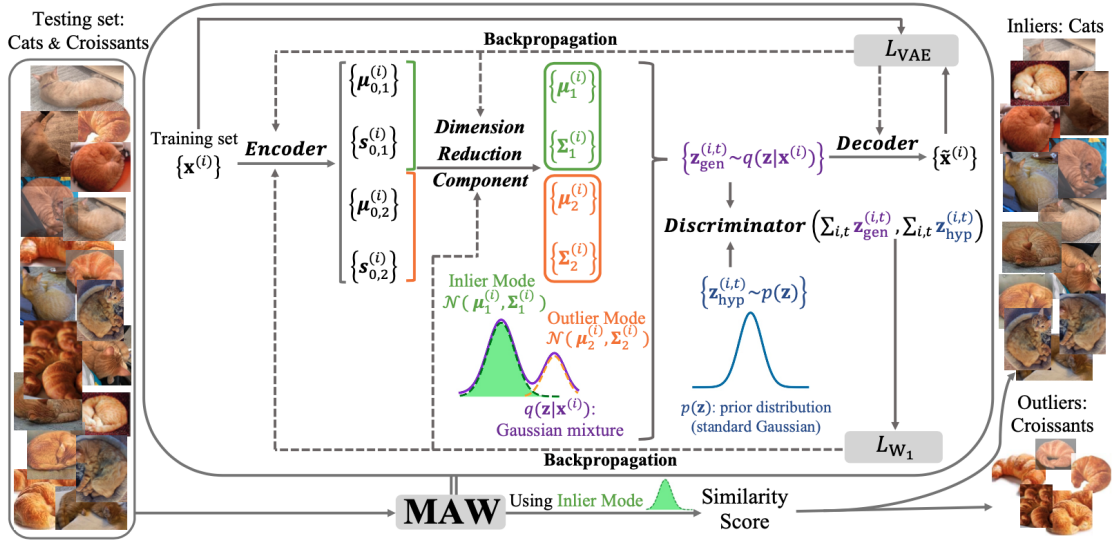 Testing set:
Cats & Croissants
Training set
{x^(i)}
Encoder
{μ_{0,1}^(i)}
{s_{0,1}^(i)}
{μ_{0,2}^(i)}
{s_{0,2}^(i)}
Backpropagation
Dimension
Reduction
Component
{μ_1^(i)}
{Σ_1^(i)}
{μ_2^(i)}
{Σ_2^(i)}
Inlier Mode
𝒩(μ_1^(i), Σ_1^(i))
Outlier Mode
𝒩(μ_2^(i), Σ_2^(i))
q(z|x^(i)):
Gaussian mixture
{z_gen^(i,t)~q(z|x^(i))}
Decoder
{x̃^(i)}
L_VAE
Discriminator (∑_{i,t} z_gen^(i,t), ∑_{i,t} z_hyp^(i,t))
{z_hyp^(i,t)~p(z)}
p(z): prior distribution
(standard Gaussian)
L_{W_1}
Backpropagation
MAW
Using Inlier Mode
Similarity
Score
Inliers: Cats
Outliers:
Croissants